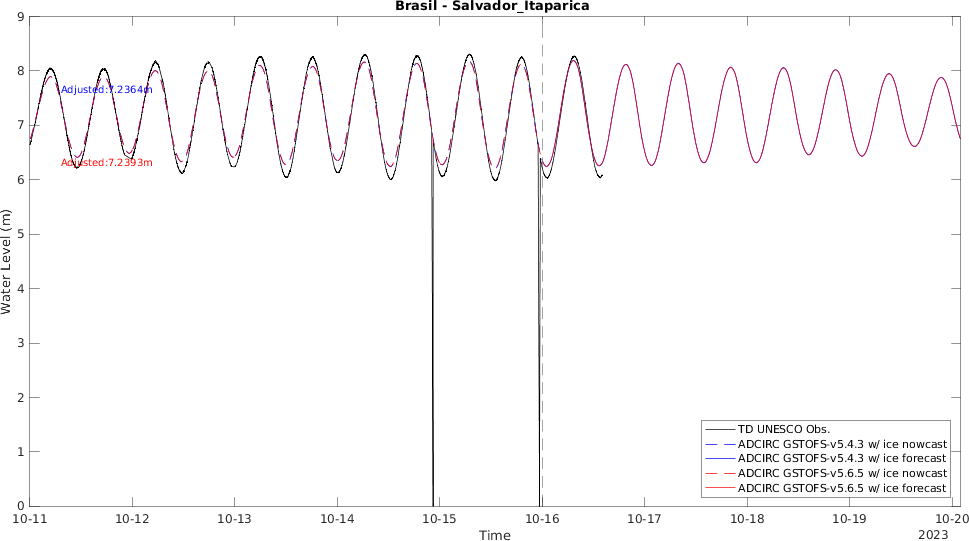 Brasil - Salvador_Itaparica
9
8
7
6
5
4
3
2
1
0
Water Level (m)
Adjusted:7.2364m
Adjusted:7.2393m
TD UNESCO Obs.
ADCIRC GSTOFS-v5.4.3 w/ ice nowcast
ADCIRC GSTOFS-v5.4.3 w/ ice forecast
ADCIRC GSTOFS-v5.6.5 w/ ice nowcast
ADCIRC GSTOFS-v5.6.5 w/ ice forecast
10-11 10-12 10-13 10-14 10-15 10-16 10-17 10-18 10-19 10-20
Time
2023